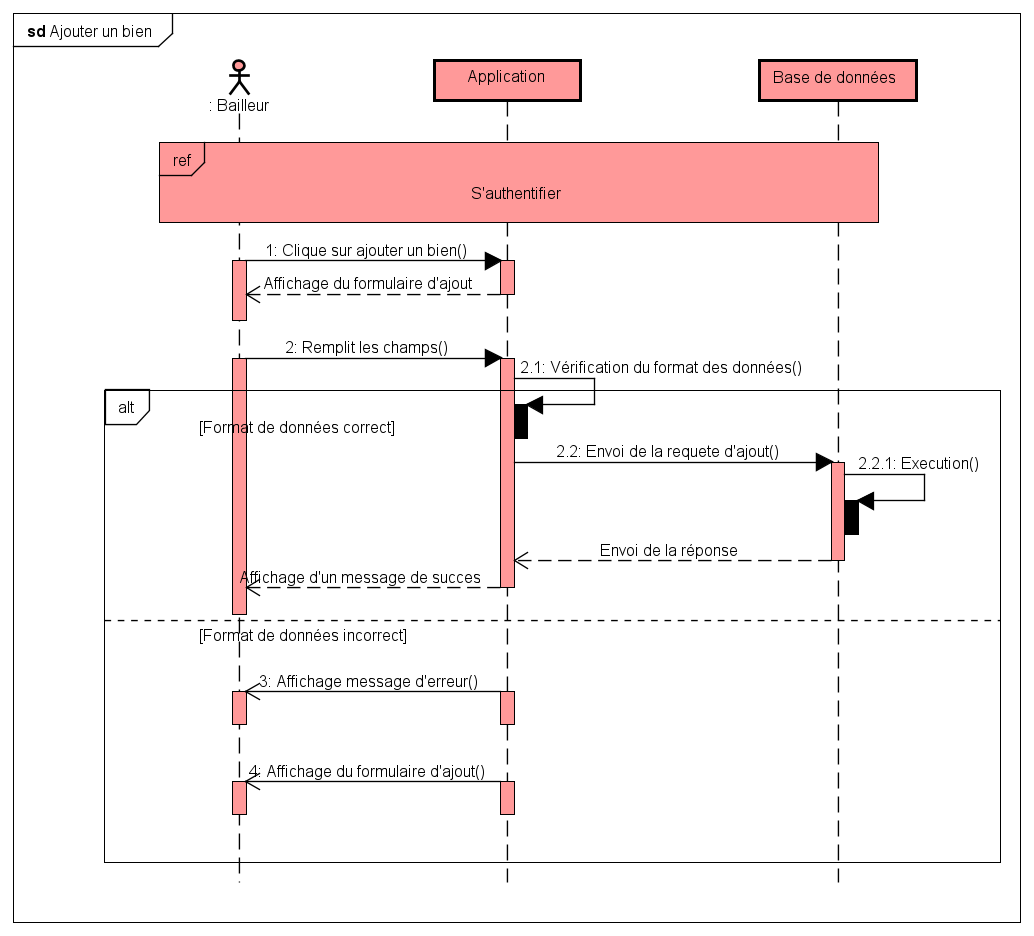 sd Ajouter un bien
: Bailleur
Application
Base de données
ref
S'authentifier
1: Clique sur ajouter un bien()
Affichage du formulaire d'ajout
2: Remplit les champs()
2.1: Vérification du format des données()
alt
[Format de données correct]
2.2: Envoi de la requete d'ajout()
2.2.1: Execution()
Envoi de la réponse
Affichage d'un message de succes
[Format de données incorrect]
3: Affichage message d'erreur()
4: Affichage du formulaire d'ajout()